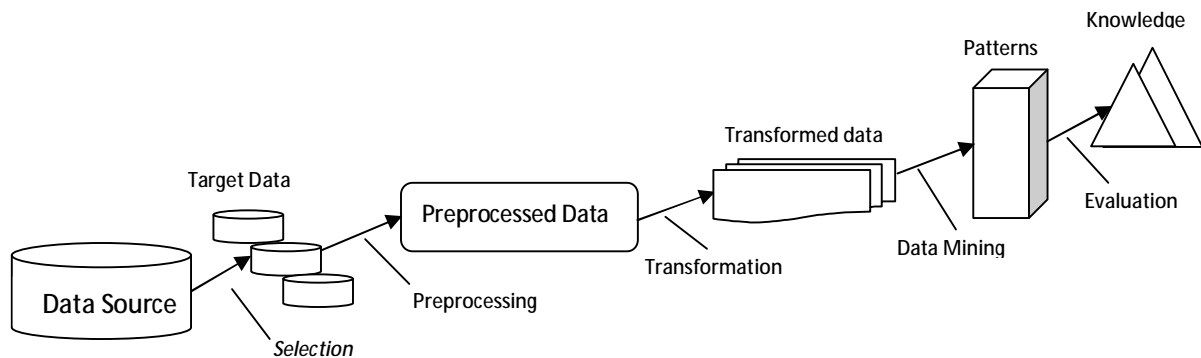 Knowledge
Patterns
Transformed data
Target Data
Preprocessed Data
Evaluation
Data Mining
Transformation
Data Source
Preprocessing
Selection